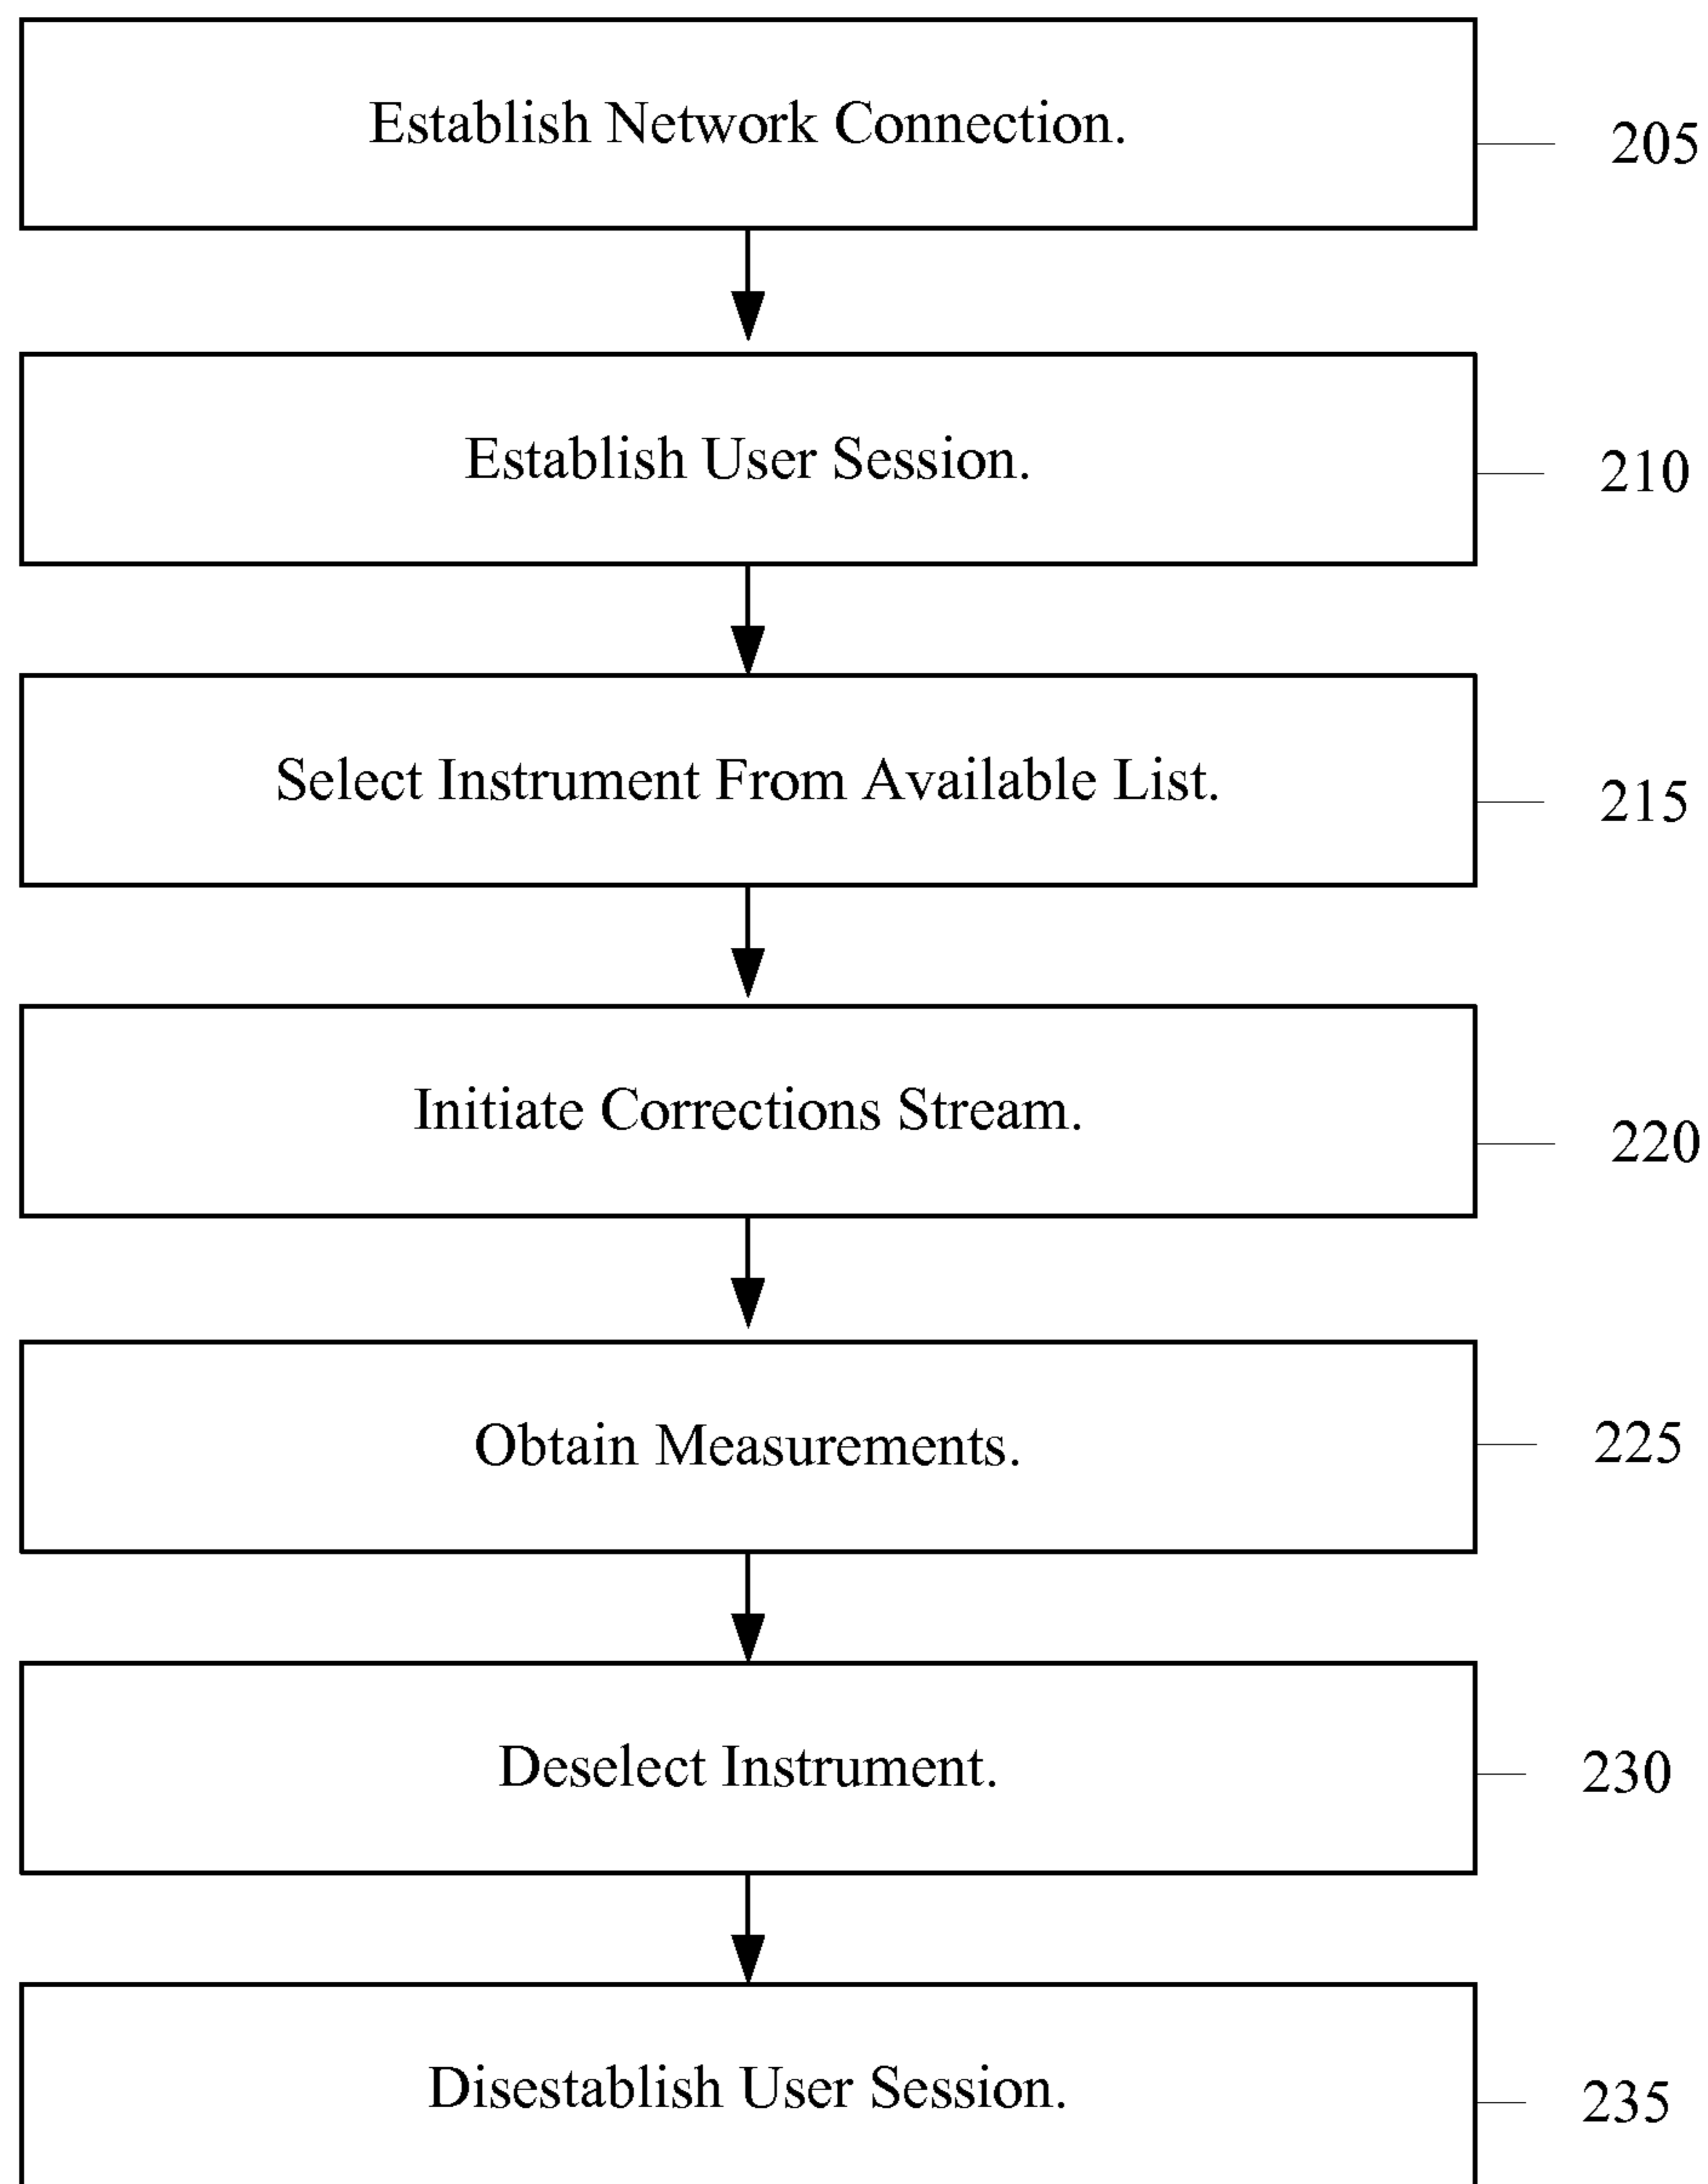 Establish Network Connection.
205
Establish User Session.
210
Select Instrument From Available List.
215
Initiate Corrections Stream.
220
Obtain Measurements.
225
Deselect Instrument.
230
Disestablish User Session.
235